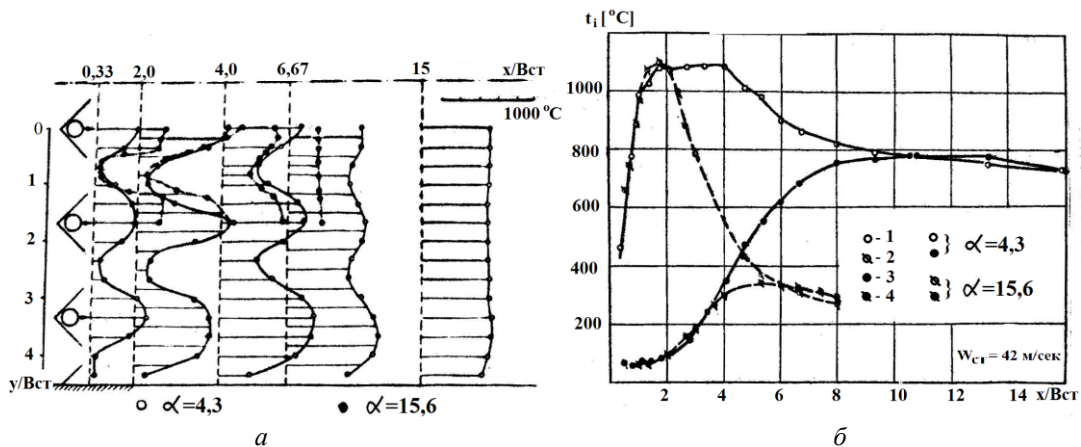 0,33 2,0 4,0 6,67 15 x/Bст
1000 °C
0
1
2
3
4
y/Bст
○ α=4,3 ● α=15,6
а
t i [°C]
1000
800
600
400
200
○ - 1
- 2
● - 3
- 4
} α=4,3
} α=15,6
Wст = 42 м/сек
2 4 6 8 10 12 14 x/Bст
б